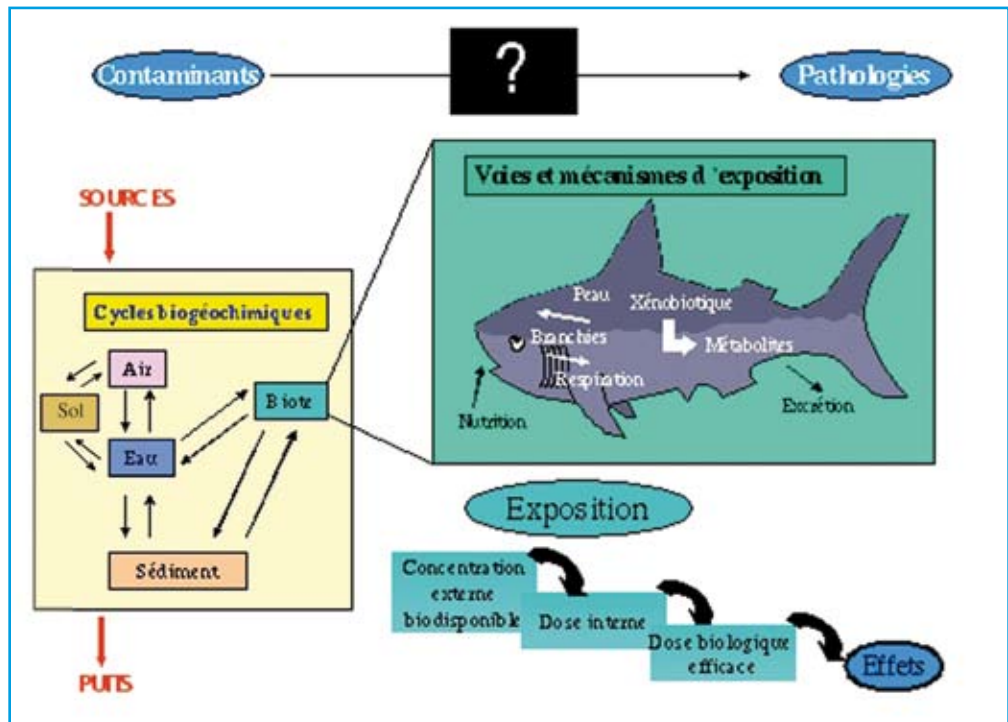 Contaminants
?
Pathologies
Voies et mécanismes d 'exposition
SOURCES
Cycles biogéochimiques
Peau
Xénobiotique
Branchies
Métabolites
Respiration
Air
Sol
Biote
Eau
Nutrition
Excrétion
Exposition
Sédiment
Concentration
externe
biodisponible
Dose interne
Dose biologique
efficace
Effets
PUITS